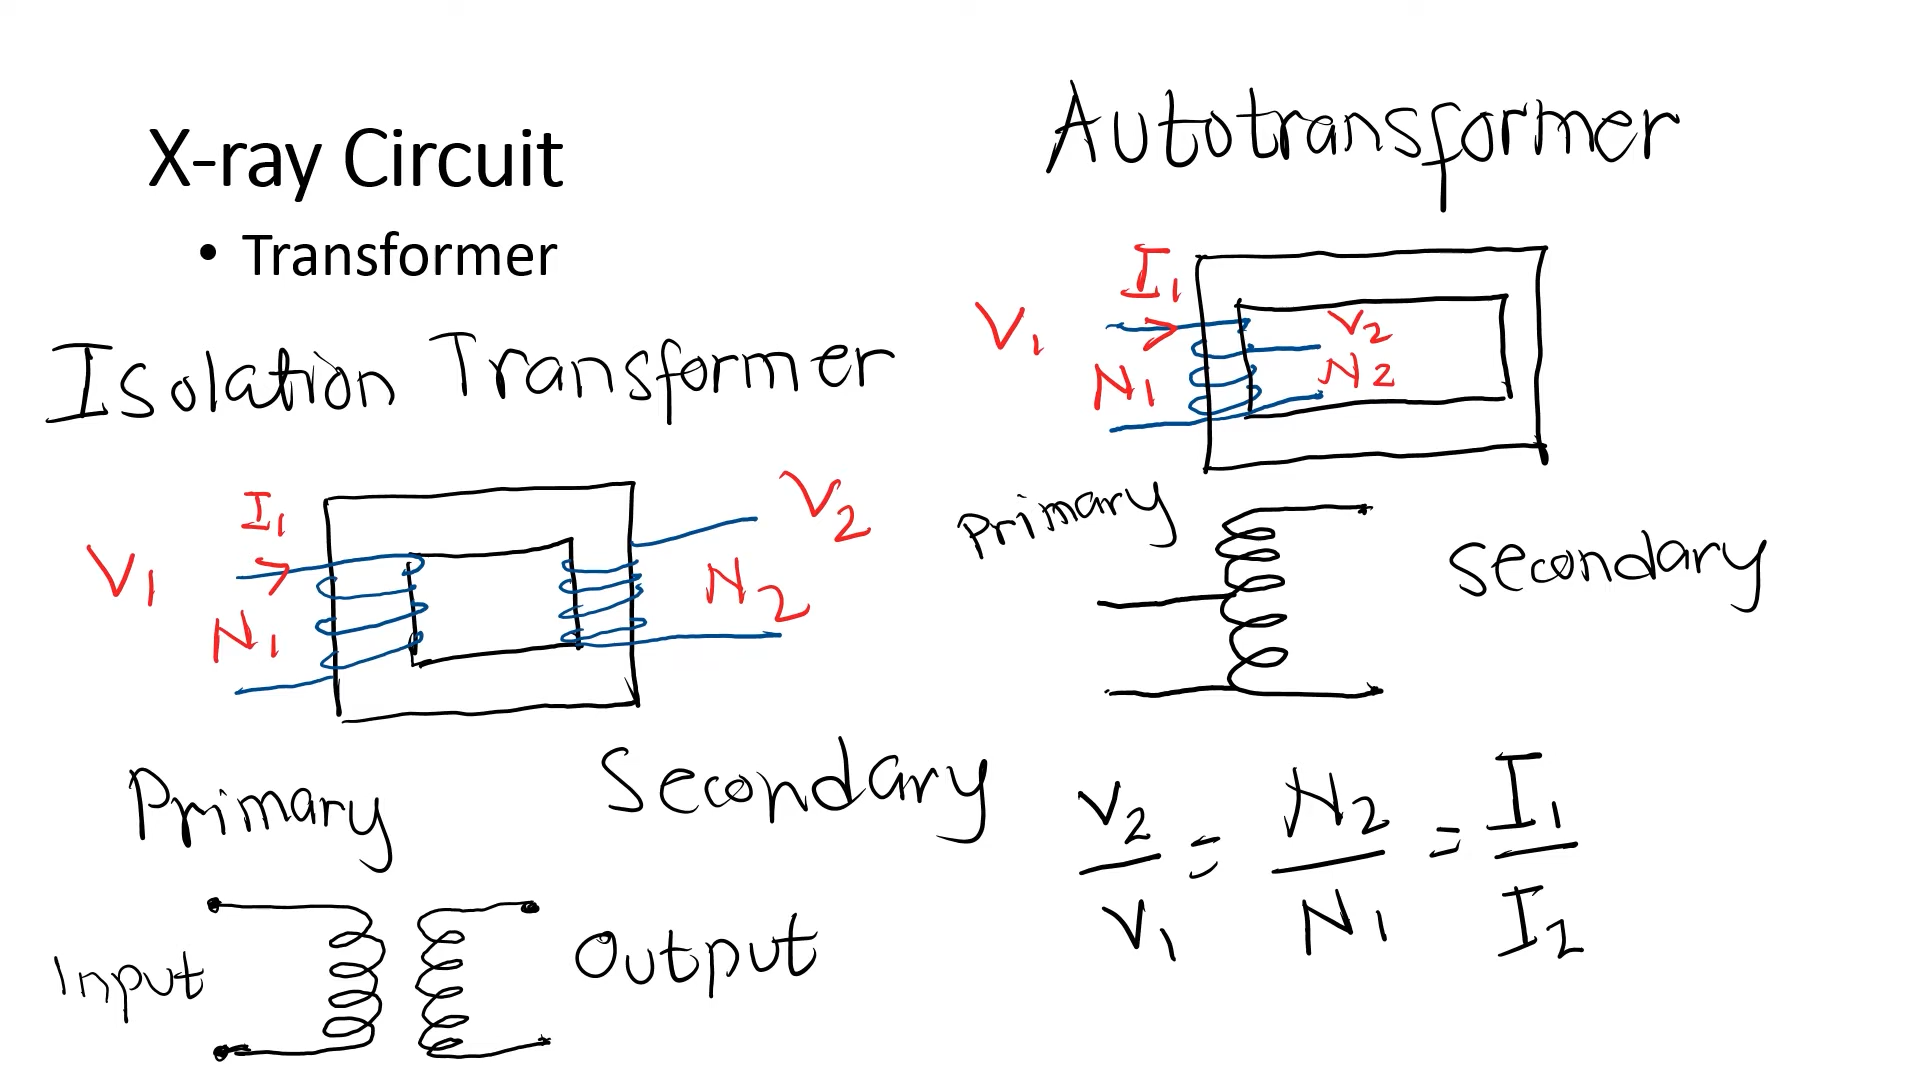 X-ray Circuit
• Transformer
Isolation Transformer
I1
V1
N1
V2
N2
Primary
Secondary
Input
Output
Autotransformer
I1
V1
N1
V2
N2
Primary
Secondary
V2/V1 = N2/N1 = I1/I2